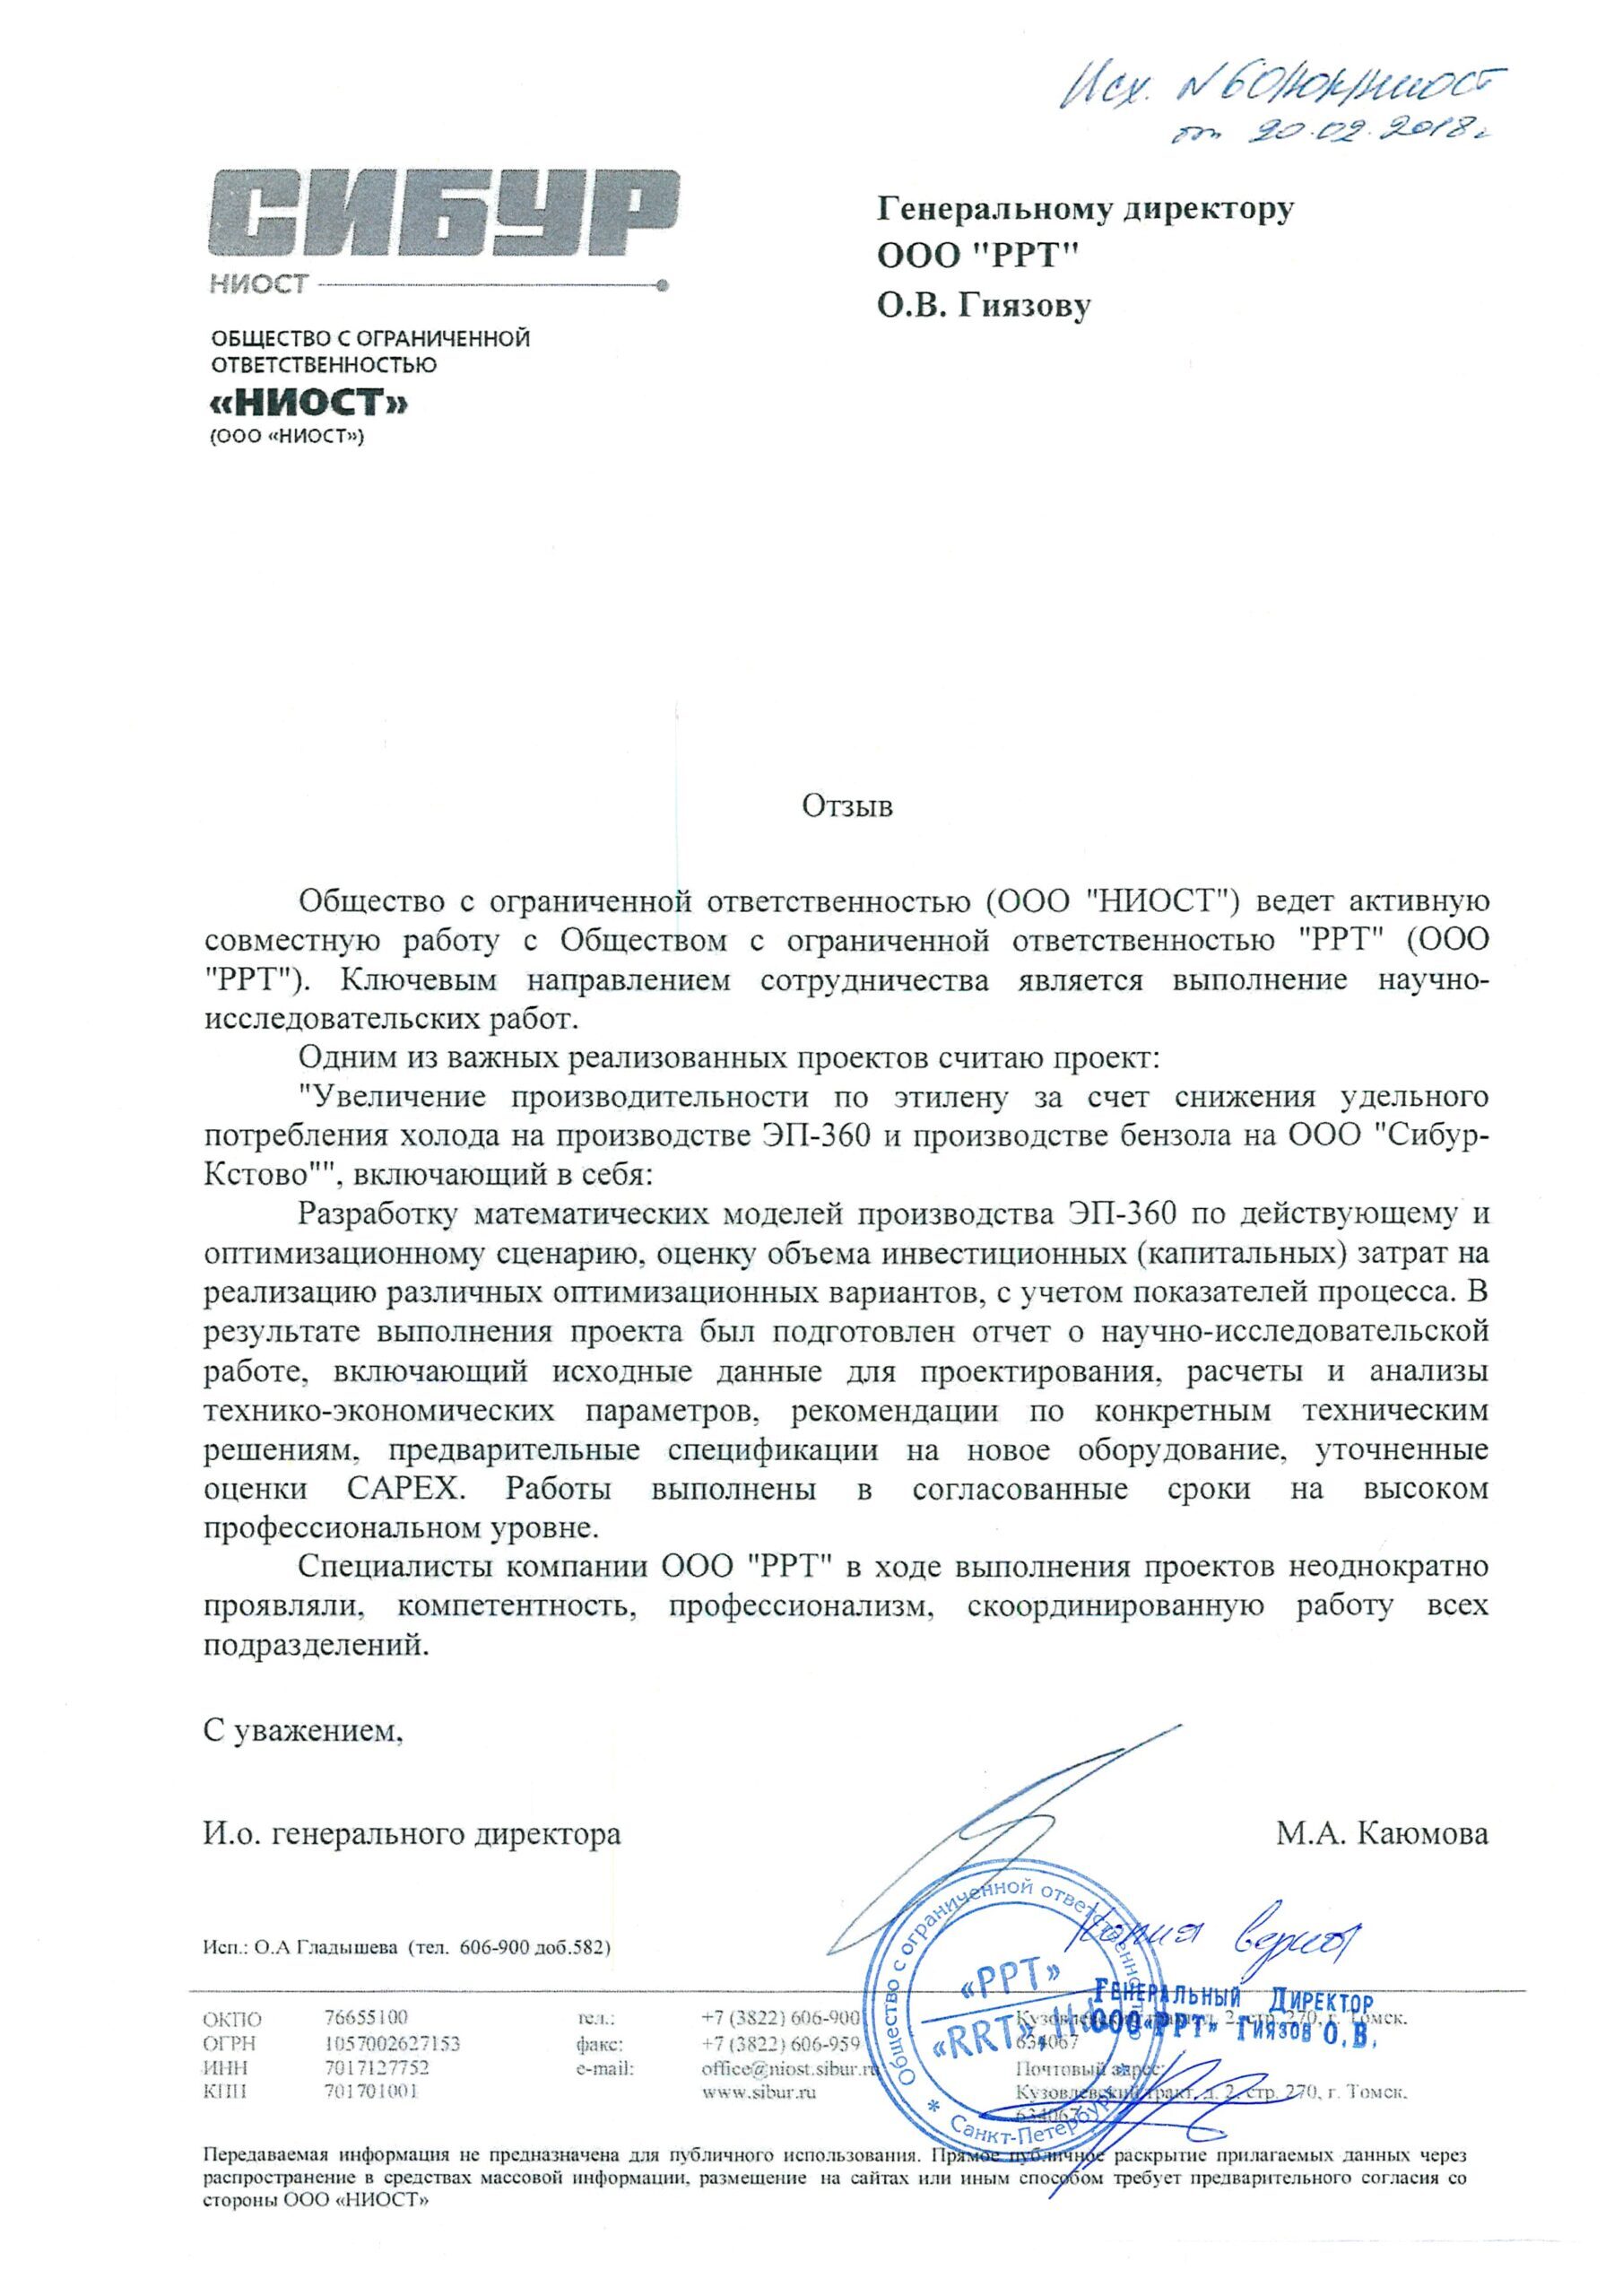 Исх. №60/ЮК/НИОСТ
от 20.02.2018г
СИБУР
НИОСТ
ОБЩЕСТВО С ОГРАНИЧЕННОЙ
ОТВЕТСТВЕННОСТЬЮ
«НИОСТ»
(ООО «НИОСТ»)
Генеральному директору
ООО "РРТ"
О.В. Гиязову
Отзыв
Общество с ограниченной ответственностью (ООО "НИОСТ") ведет активную
совместную работу с Обществом с ограниченной ответственностью "РРТ" (ООО
"РРТ"). Ключевым направлением сотрудничества является выполнение научно-
исследовательских работ.
Одним из важных реализованных проектов считаю проект:
"Увеличение производительности по этилену за счет снижения удельного
потребления холода на производстве ЭП-360 и производстве бензола на ООО "Сибур-
Кстово"", включающий в себя:
Разработку математических моделей производства ЭП-360 по действующему и
оптимизационному сценарию, оценку объема инвестиционных (капитальных) затрат на
реализацию различных оптимизационных вариантов, с учетом показателей процесса. В
результате выполнения проекта был подготовлен отчет о научно-исследовательской
работе, включающий исходные данные для проектирования, расчеты и анализы
технико-экономических параметров, рекомендации по конкретным техническим
решениям, предварительные спецификации на новое оборудование, уточненные
оценки CAPEX. Работы выполнены в согласованные сроки на высоком
профессиональном уровне.
Специалисты компании ООО "РРТ" в ходе выполнения проектов неоднократно
проявляли, компетентность, профессионализм, скоординированную работу всех
подразделений.
С уважением,
И.о. генерального директора
М.А. Каюмова
Исп.: О.А Гладышева (тел. 606-900 доб.582)
Копия верна
Генеральный Директор
ООО «РРТ» Гиязов О.В.
Общество с ограниченной ответственностью
«РРТ»
«RRT», Ltd
* Санкт-Петербург *
ОКПО 76655100
ОГРН 1057002627153
ИНН 7017127752
КПП 701701001
тел.: +7 (3822) 606-900
факс: +7 (3822) 606-959
e-mail: office@niost.sibur.ru
www.sibur.ru
Кузовлевский тракт, д. 2, стр. 270, г. Томск,
634067
Почтовый адрес:
Кузовлевский тракт, д. 2, стр. 270, г. Томск,
634067
Передаваемая информация не предназначена для публичного использования. Прямое публичное раскрытие прилагаемых данных через
распространение в средствах массовой информации, размещение на сайтах или иным способом требует предварительного согласия со
стороны ООО «НИОСТ»